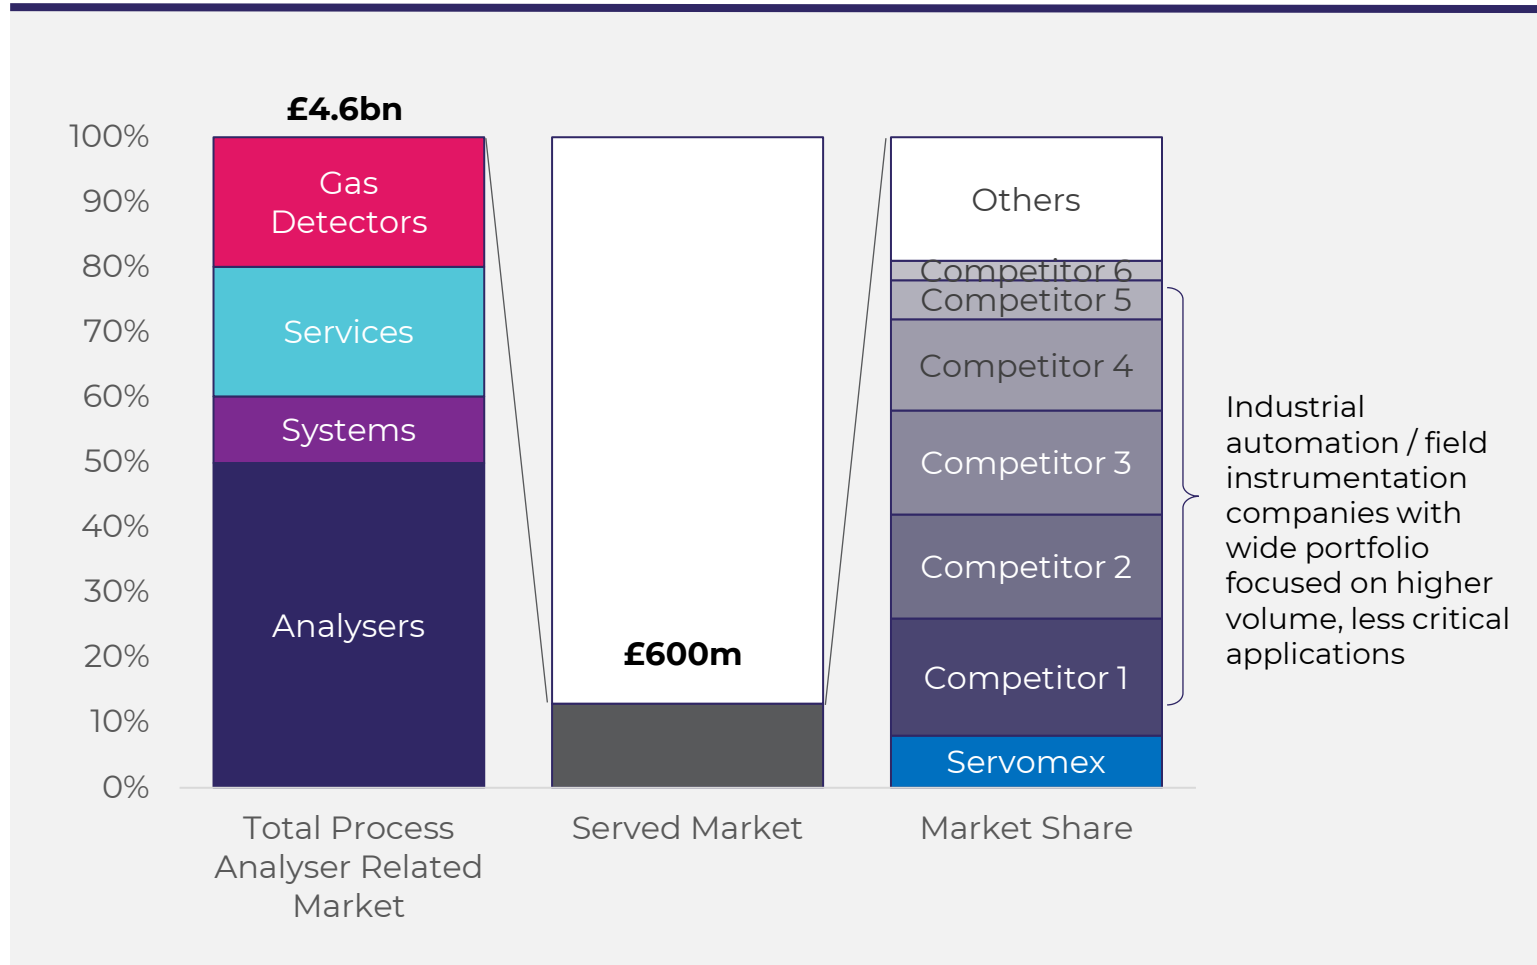 £4.6bn
100%
90%
80%
70%
60%
50%
40%
30%
20%
10%
0%
Gas
Detectors
Services
Systems
Analysers
£600m
Others
Competitor 6
Competitor 5
Competitor 4
Competitor 3
Competitor 2
Competitor 1
Servomex
Industrial
automation / field
instrumentation
companies with
wide portfolio
focused on higher
volume, less critical
applications
Total Process
Analyser Related
Market
Served Market
Market Share